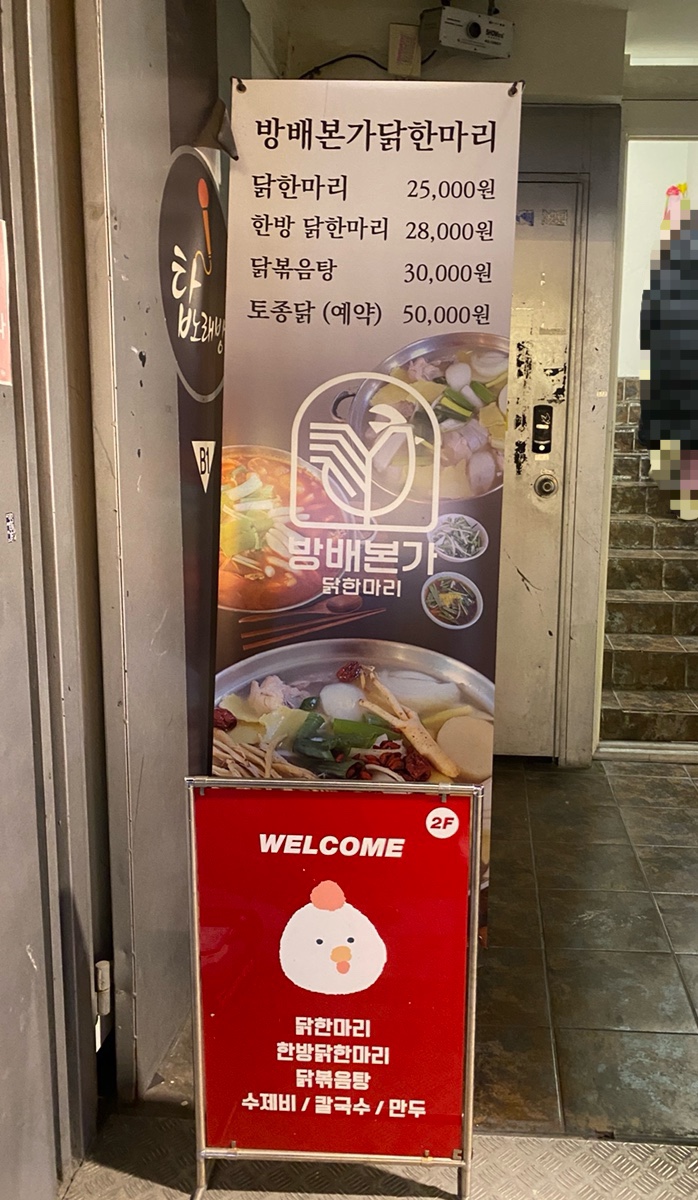 방배본가닭한마리
닭한마리 25,000원
한방 닭한마리 28,000원
닭볶음탕 30,000원
토종닭 (예약) 50,000원
탑
노래방
B1
방배본가
닭한마리
2F
WELCOME
닭한마리
한방닭한마리
닭볶음탕
수제비 / 칼국수 / 만두